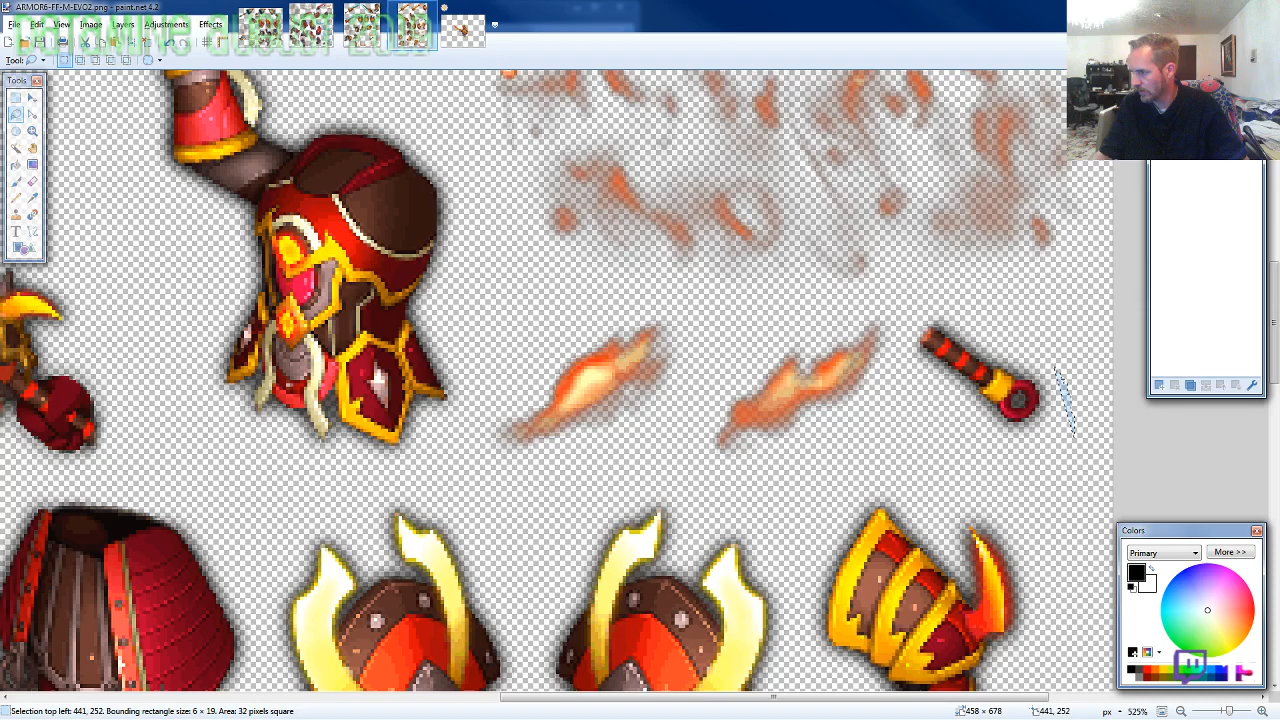 ARMOR6-FF-M-EVO2.png - paint.net 4.2
File Edit View Image Layers Adjustments Effects
Tool:
Tools
Colors
Primary
More >>
Selection top left: 441, 252. Bounding rectangle size: 6 × 19. Area: 32 pixels square
458 × 678
441, 252
px
525%